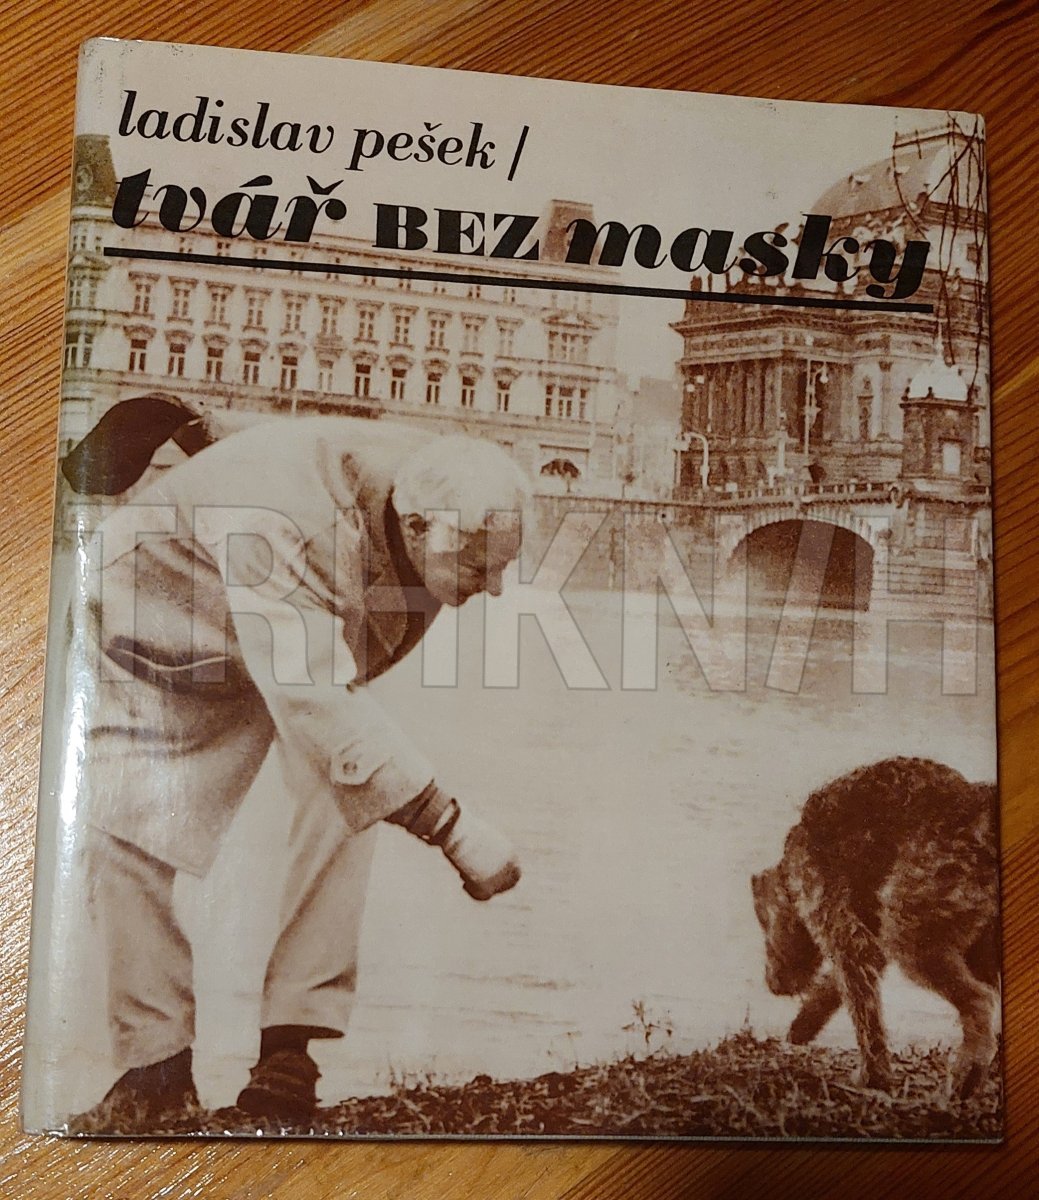 ladislav pešek/
tvář BEZ masky
TRHKNIH